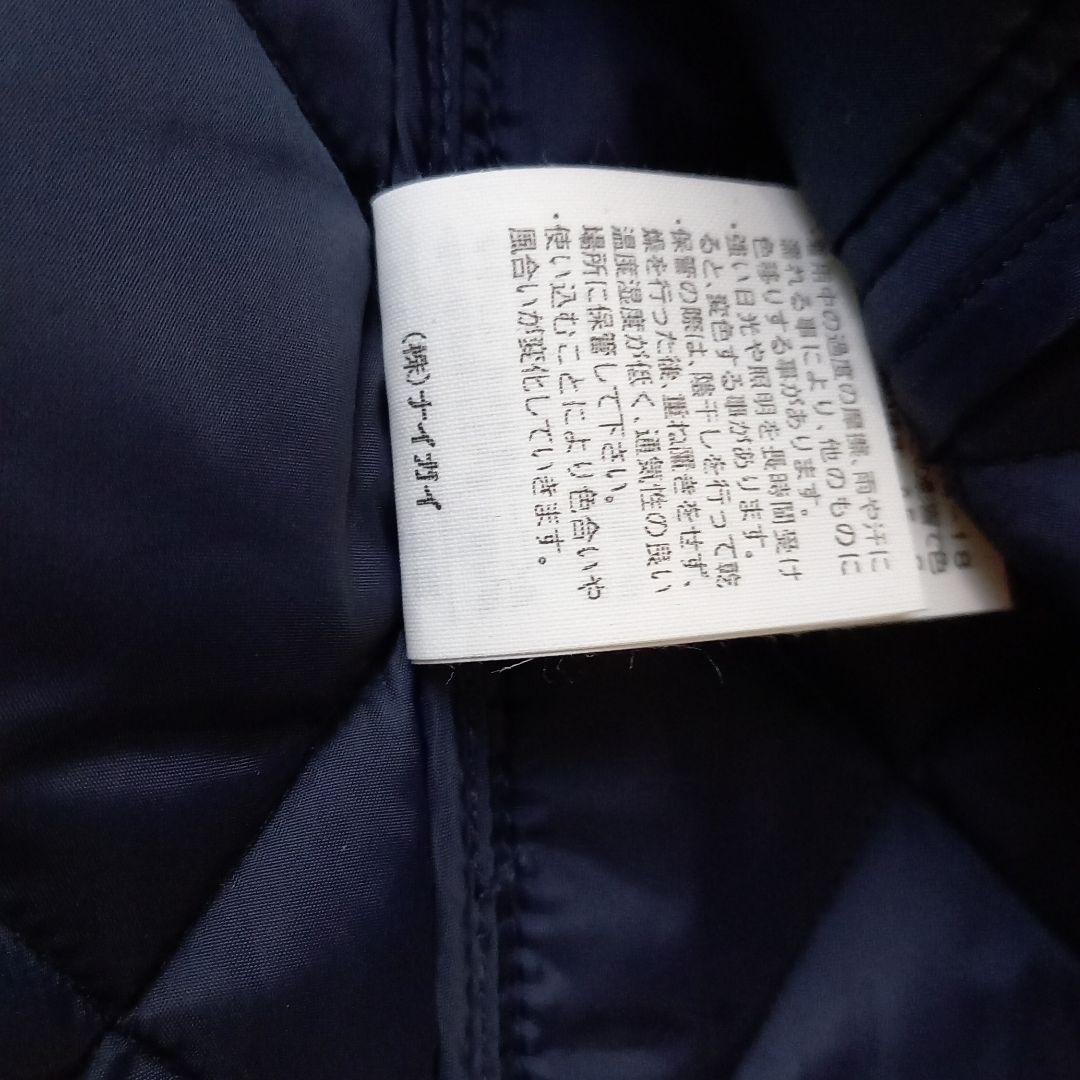 用中の過度の摩擦、雨や汗に
濡れる事により、他のものに
色移りする事があります。
・強い日光や照明を長時間受け
ると、変色する事があります。
・保管の際は、陰干しを行って乾
燥を行った後、重ね置きをせず、
温度湿度が低く、通気性の良い
場所に保管して下さい。
・使い込むことにより色合いや
風合いが変化していきます。
(株)ナイガイ
18
色